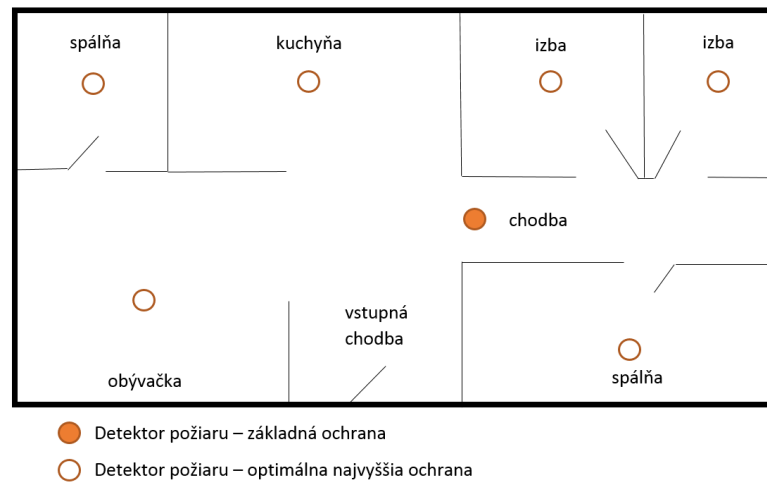 spálňa
kuchyňa
izba
izba
chodba
vstupná
chodba
obývačka
spálňa
Detektor požiaru – základná ochrana
Detektor požiaru – optimálna najvyššia ochrana